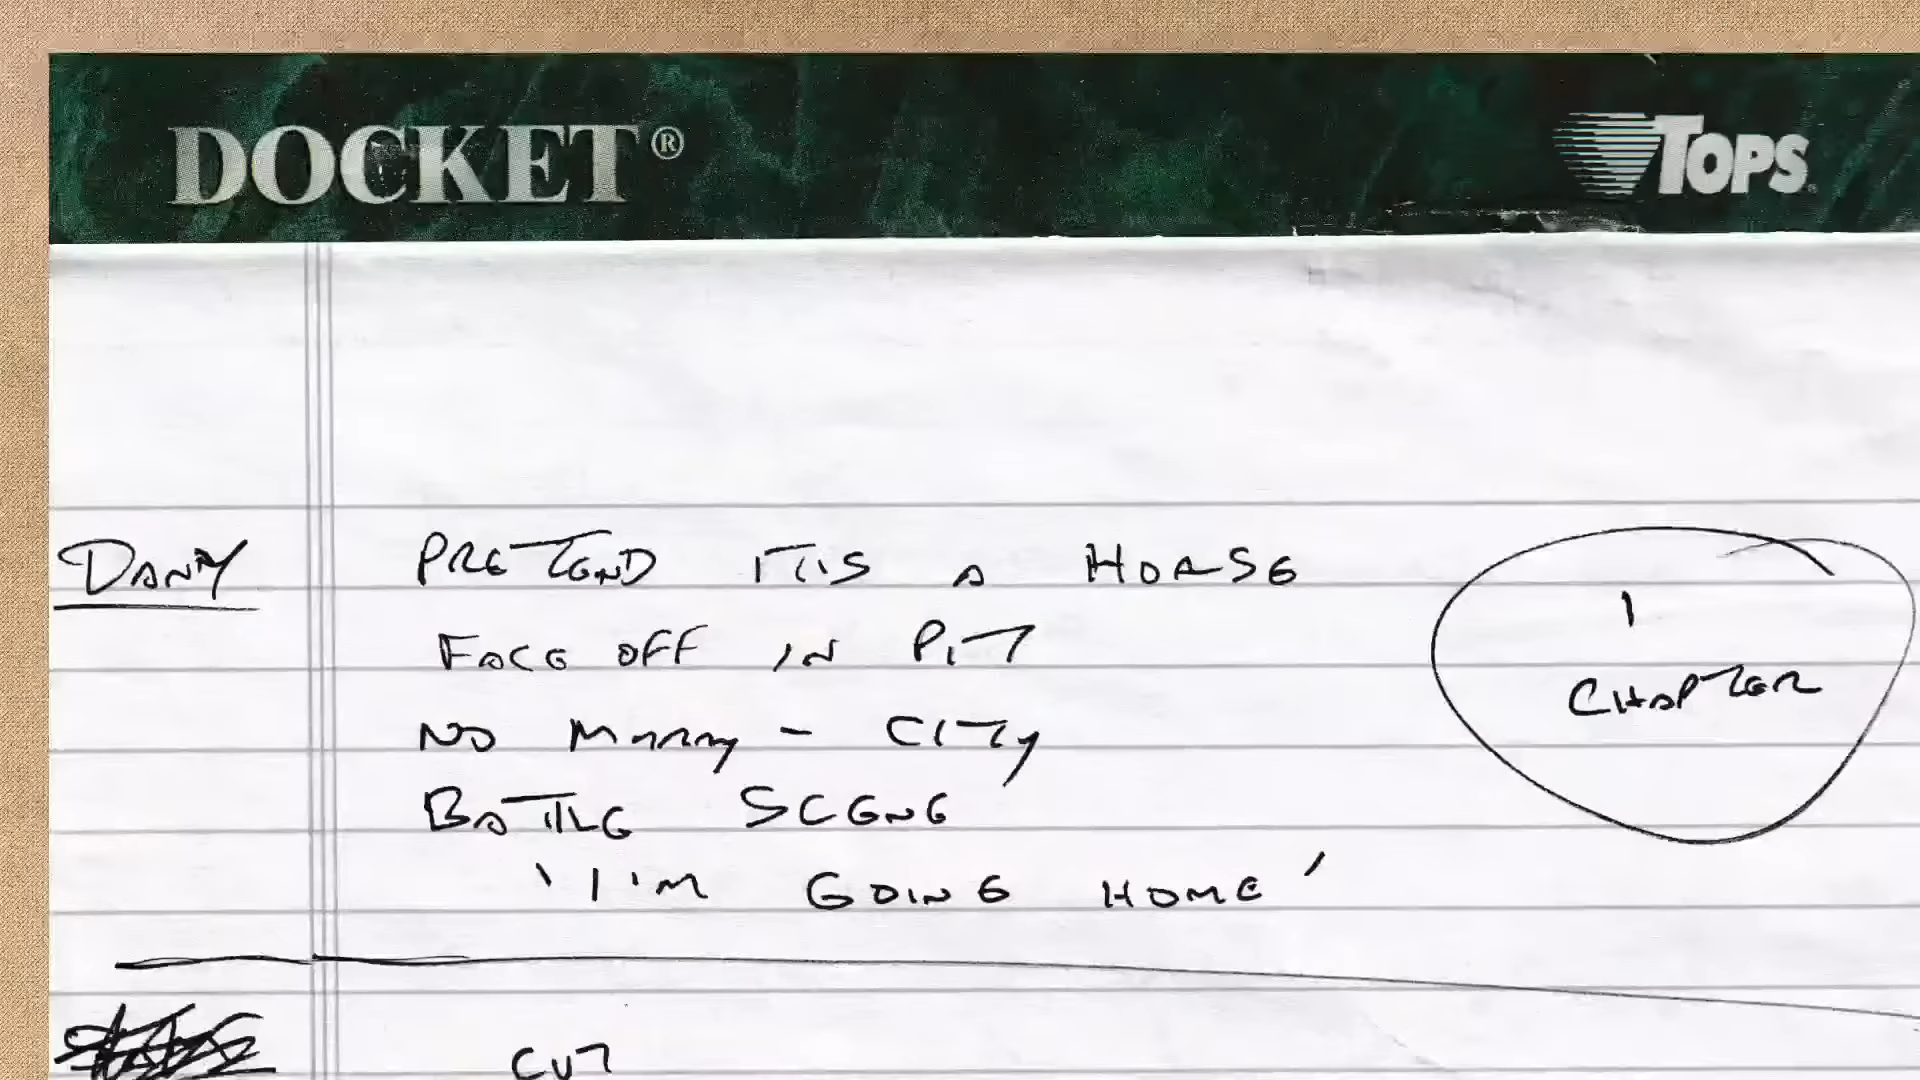 DOCKET®
TOPS
DANNY
PRETEND IT'S A HORSE
FACE OFF IN PIT
NO MURRAY - CITY
BATTLE SCENE
'I'M GOING HOME'
1
CHAPTER
CUT